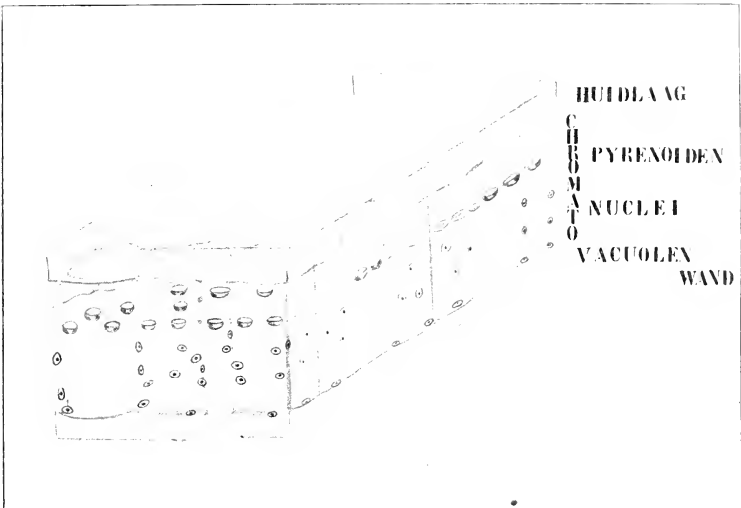 HUIDLAAG
CHROMATO
PYRENOIDEN
NUCLEI
VACUOLEN
WAND